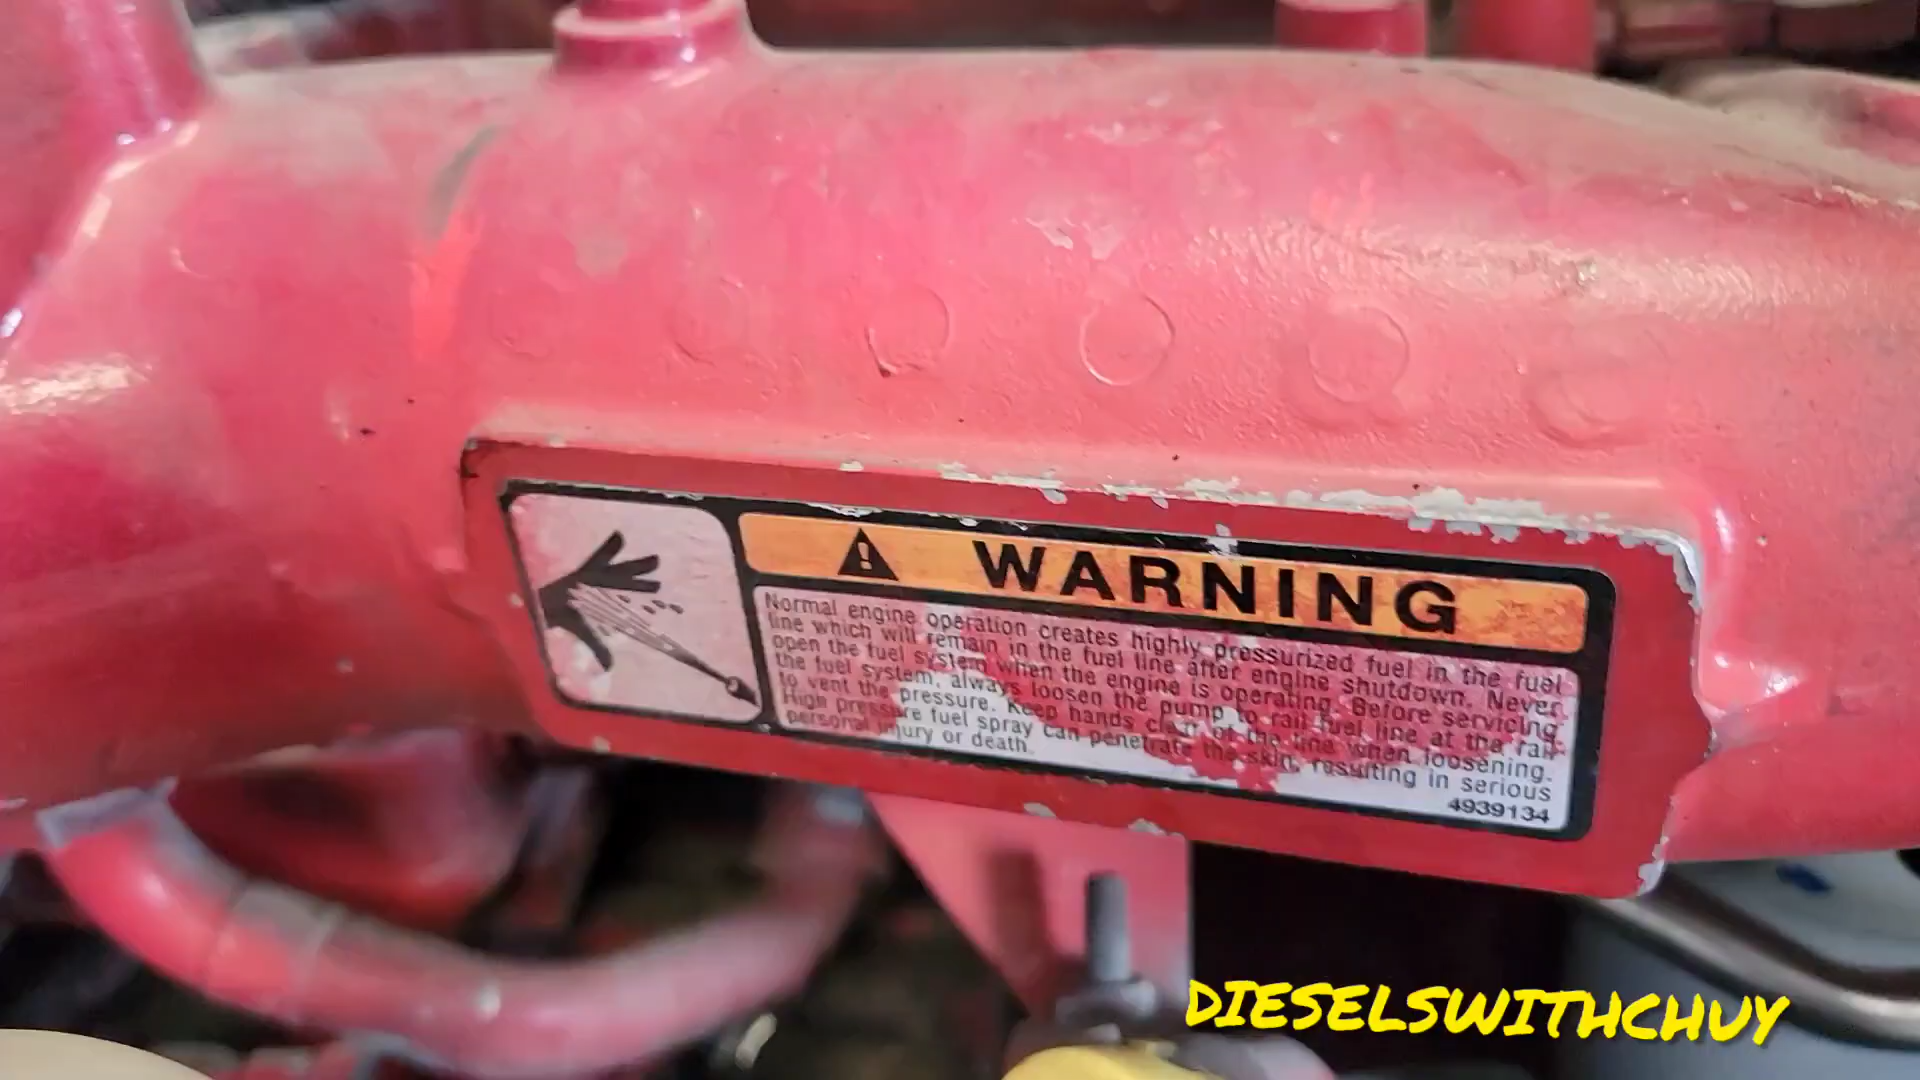 WARNING
Normal engine operation creates highly pressurized fuel in the fuel
line which will remain in the fuel line after engine shutdown. Never
open the fuel system when the engine is operating. Before servicing
the fuel system, always loosen the pump to rail fuel line at the rail
to vent the pressure. Keep hands clear of the line when loosening.
High pressure fuel spray can penetrate the skin, resulting in serious
personal injury or death.
4939134
DIESELSWITHCHUY